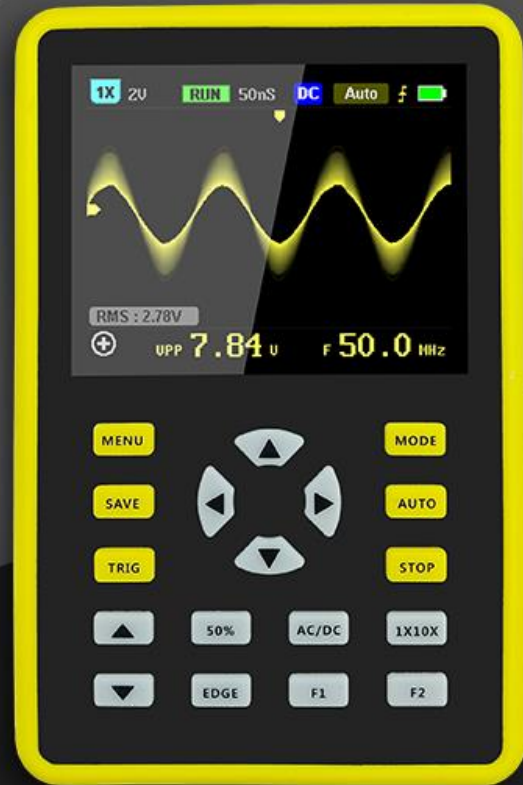 1X 2V RUN 50nS DC Auto
RMS : 2.78V
VPP 7.84 V F 50.0 MHz
MENU MODE
SAVE AUTO
TRIG STOP
50% AC/DC 1X10X
EDGE F1 F2